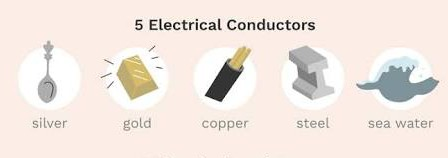 5 Electrical Conductors
silver gold copper steel sea water